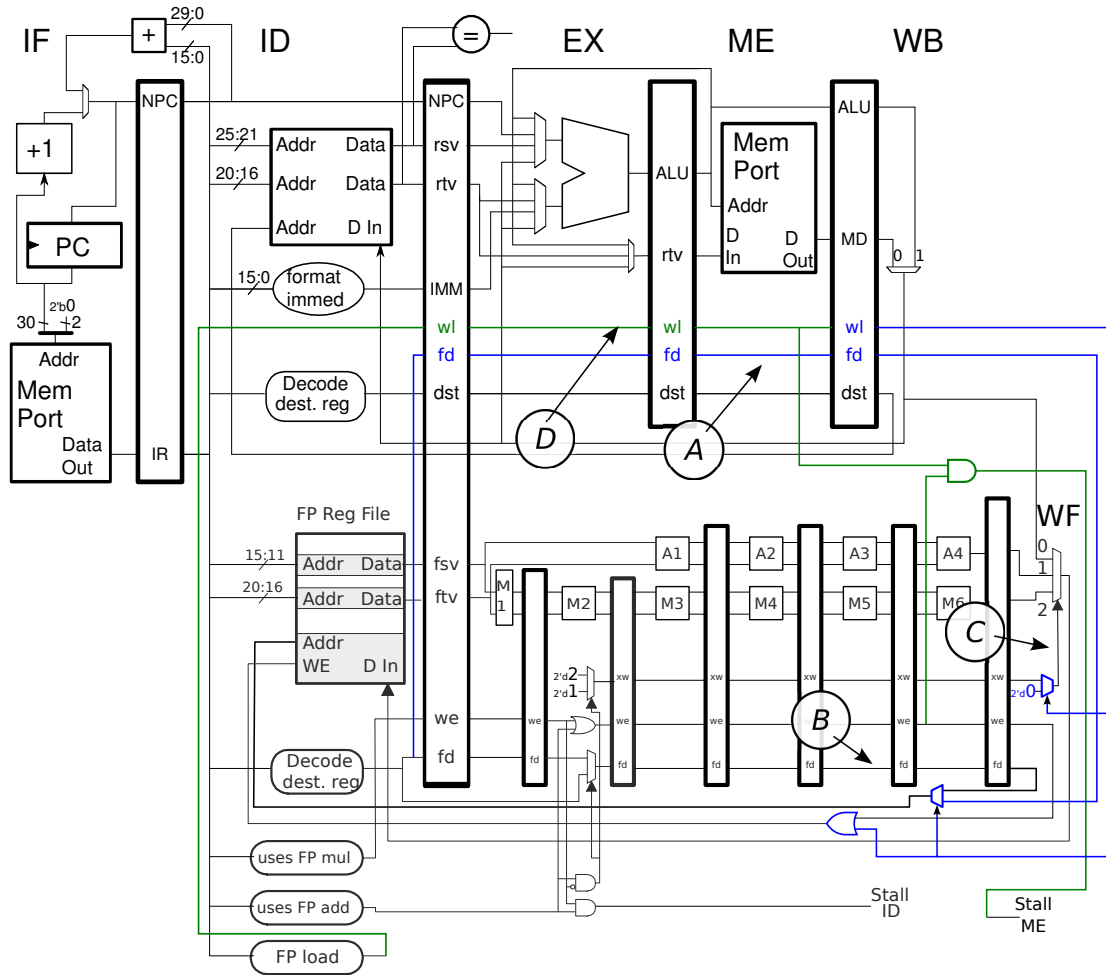 IF
ID
EX
ME
WB
29:0
+
15:0
=
NPC
NPC
ALU
+1
25:21
Addr
Data
rsv
Mem
Port
20:16
Addr
Data
rtv
ALU
Addr
Addr
D In
PC
D
In
D
Out
rtv
MD
0
1
15:0
format
immed
IMM
2'b0
30
2
wl
wl
wl
Addr
fd
fd
fd
Mem
Port
Decode
dest. reg
dst
dst
dst
Data
Out
IR
D
A
FP Reg File
WF
15:11
Addr
Data
fsv
A1
A2
A3
A4
0
1
20:16
Addr
Data
ftv
M
1
M2
M3
M4
M5
M6
2
Addr
WE
D In
C
2'd2
2'd1
xw
xw
xw
xw
2'd0
we
we
we
we
we
we
B
Decode
dest. reg
fd
fd
fd
fd
fd
fd
fd
uses FP mul
uses FP add
Stall
ID
Stall
ME
FP load